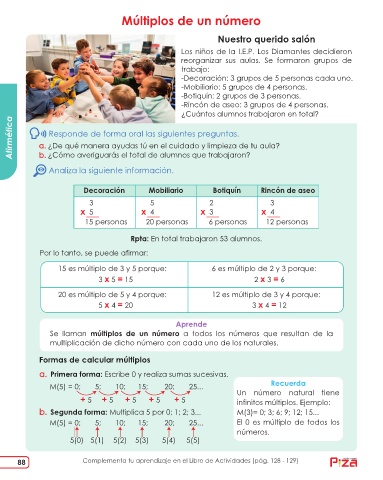 Múltiplos de un número
Nuestro querido salón
Los niños de la I.E.P. Los Diamantes decidieron
reorganizar sus aulas. Se formaron grupos de
trabajo:
-Decoración: 3 grupos de 5 personas cada uno.
-Mobiliario: 5 grupos de 4 personas.
-Botiquín: 2 grupos de 3 personas.
-Rincón de aseo: 3 grupos de 4 personas.
¿Cuántos alumnos trabajaron en total?
Aritmética
Responde de forma oral las siguientes preguntas.
a. ¿De qué manera ayudas tú en el cuidado y limpieza de tu aula?
b. ¿Cómo averiguarás el total de alumnos que trabajaron?
Analiza la siguiente información.
Decoración Mobiliario Botiquín Rincón de aseo
3 5 2 3
x 5 x 4 x 3 x 4
15 personas 20 personas 6 personas 12 personas
Rpta: En total trabajaron 53 alumnos.
Por lo tanto, se puede afirmar:
15 es múltiplo de 3 y 5 porque: 6 es múltiplo de 2 y 3 porque:
3 x 5 = 15 2 x 3 = 6
20 es múltiplo de 5 y 4 porque: 12 es múltiplo de 3 y 4 porque:
5 x 4 = 20 3 x 4 = 12
Aprende
Se llaman múltiplos de un número a todos los números que resultan de la
multiplicación de dicho número con cada uno de los naturales.
Formas de calcular múltiplos
a. Primera forma: Escribe 0 y realiza sumas sucesivas.
M(5) = 0; 5; 10; 15; 20; 25...
+ 5 + 5 + 5 + 5 + 5
b. Segunda forma: Multiplica 5 por 0; 1; 2; 3...
M(5) = 0; 5; 10; 15; 20; 25...
5(0) 5(1) 5(2) 5(3) 5(4) 5(5)
Recuerda
Un número natural tiene
infinitos múltiplos. Ejemplo:
M(3)= 0; 3; 6; 9; 12; 15...
El 0 es múltiplo de todos los
números.
88
Complementa tu aprendizaje en el Libro de Actividades (pág. 128 - 129)